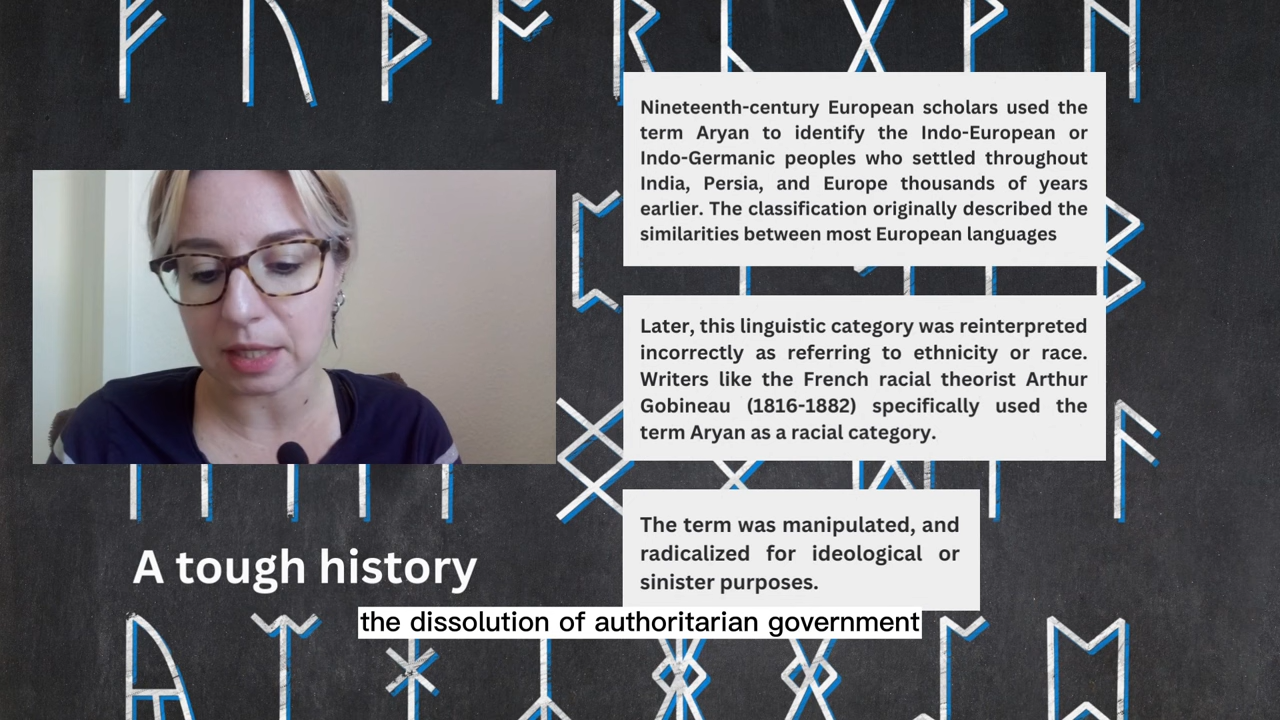 Nineteenth-century European scholars used the
term Aryan to identify the Indo-European or
Indo-Germanic peoples who settled throughout
India, Persia, and Europe thousands of years
earlier. The classification originally described the
similarities between most European languages
Later, this linguistic category was reinterpreted
incorrectly as referring to ethnicity or race.
Writers like the French racial theorist Arthur
Gobineau (1816-1882) specifically used the
term Aryan as a racial category.
The term was manipulated, and
radicalized for ideological or
sinister purposes.
A tough history
the dissolution of authoritarian government